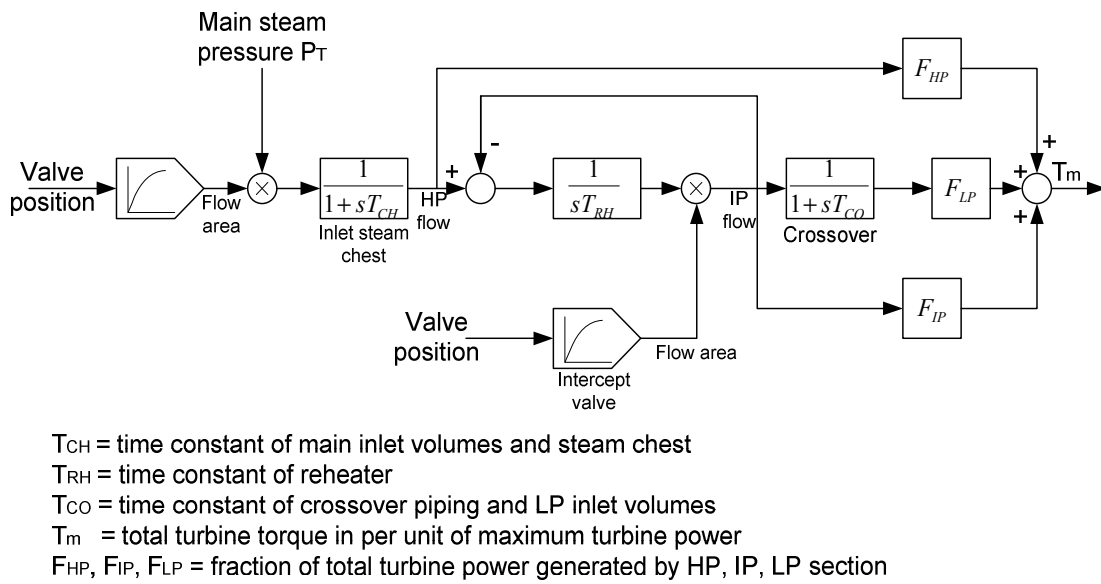 Main steam
pressure PT
Valve
position
Flow
area
×
1
1 + sTCH
Inlet steam
chest
HP
flow
+
-
1
sTRH
×
IP
flow
1
1 + sTCO
Crossover
FHP
FLP
FIP
+
+
+
Tm
Valve
position
Intercept
valve
Flow area
TCH = time constant of main inlet volumes and steam chest
TRH = time constant of reheater
TCO = time constant of crossover piping and LP inlet volumes
Tm = total turbine torque in per unit of maximum turbine power
FHP, FIP, FLP = fraction of total turbine power generated by HP, IP, LP section